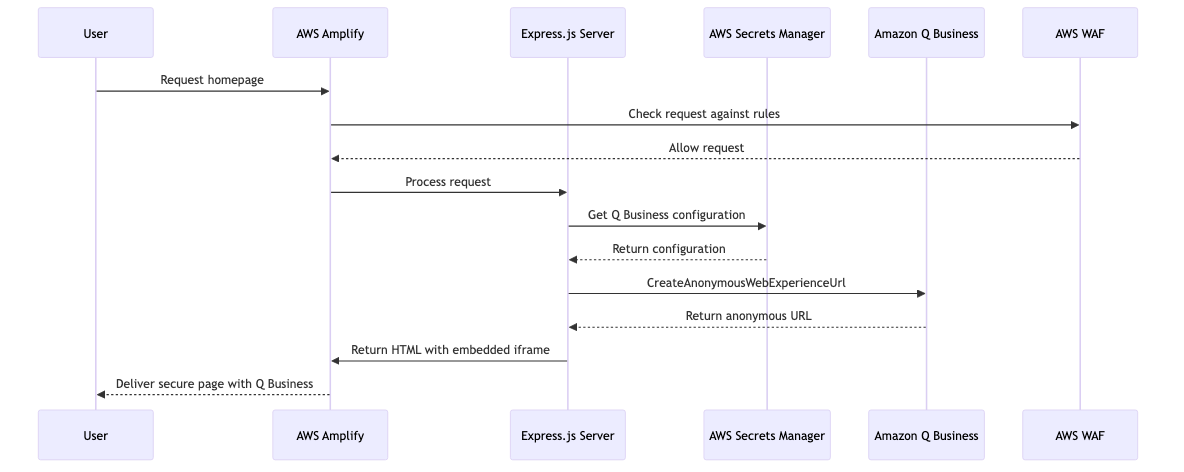 User
AWS Amplify
Express.js Server
AWS Secrets Manager
Amazon Q Business
AWS WAF
Request homepage
Check request against rules
Allow request
Process request
Get Q Business configuration
Return configuration
CreateAnonymousWebExperienceUrl
Return anonymous URL
Return HTML with embedded iframe
Deliver secure page with Q Business
User
AWS Amplify
Express.js Server
AWS Secrets Manager
Amazon Q Business
AWS WAF